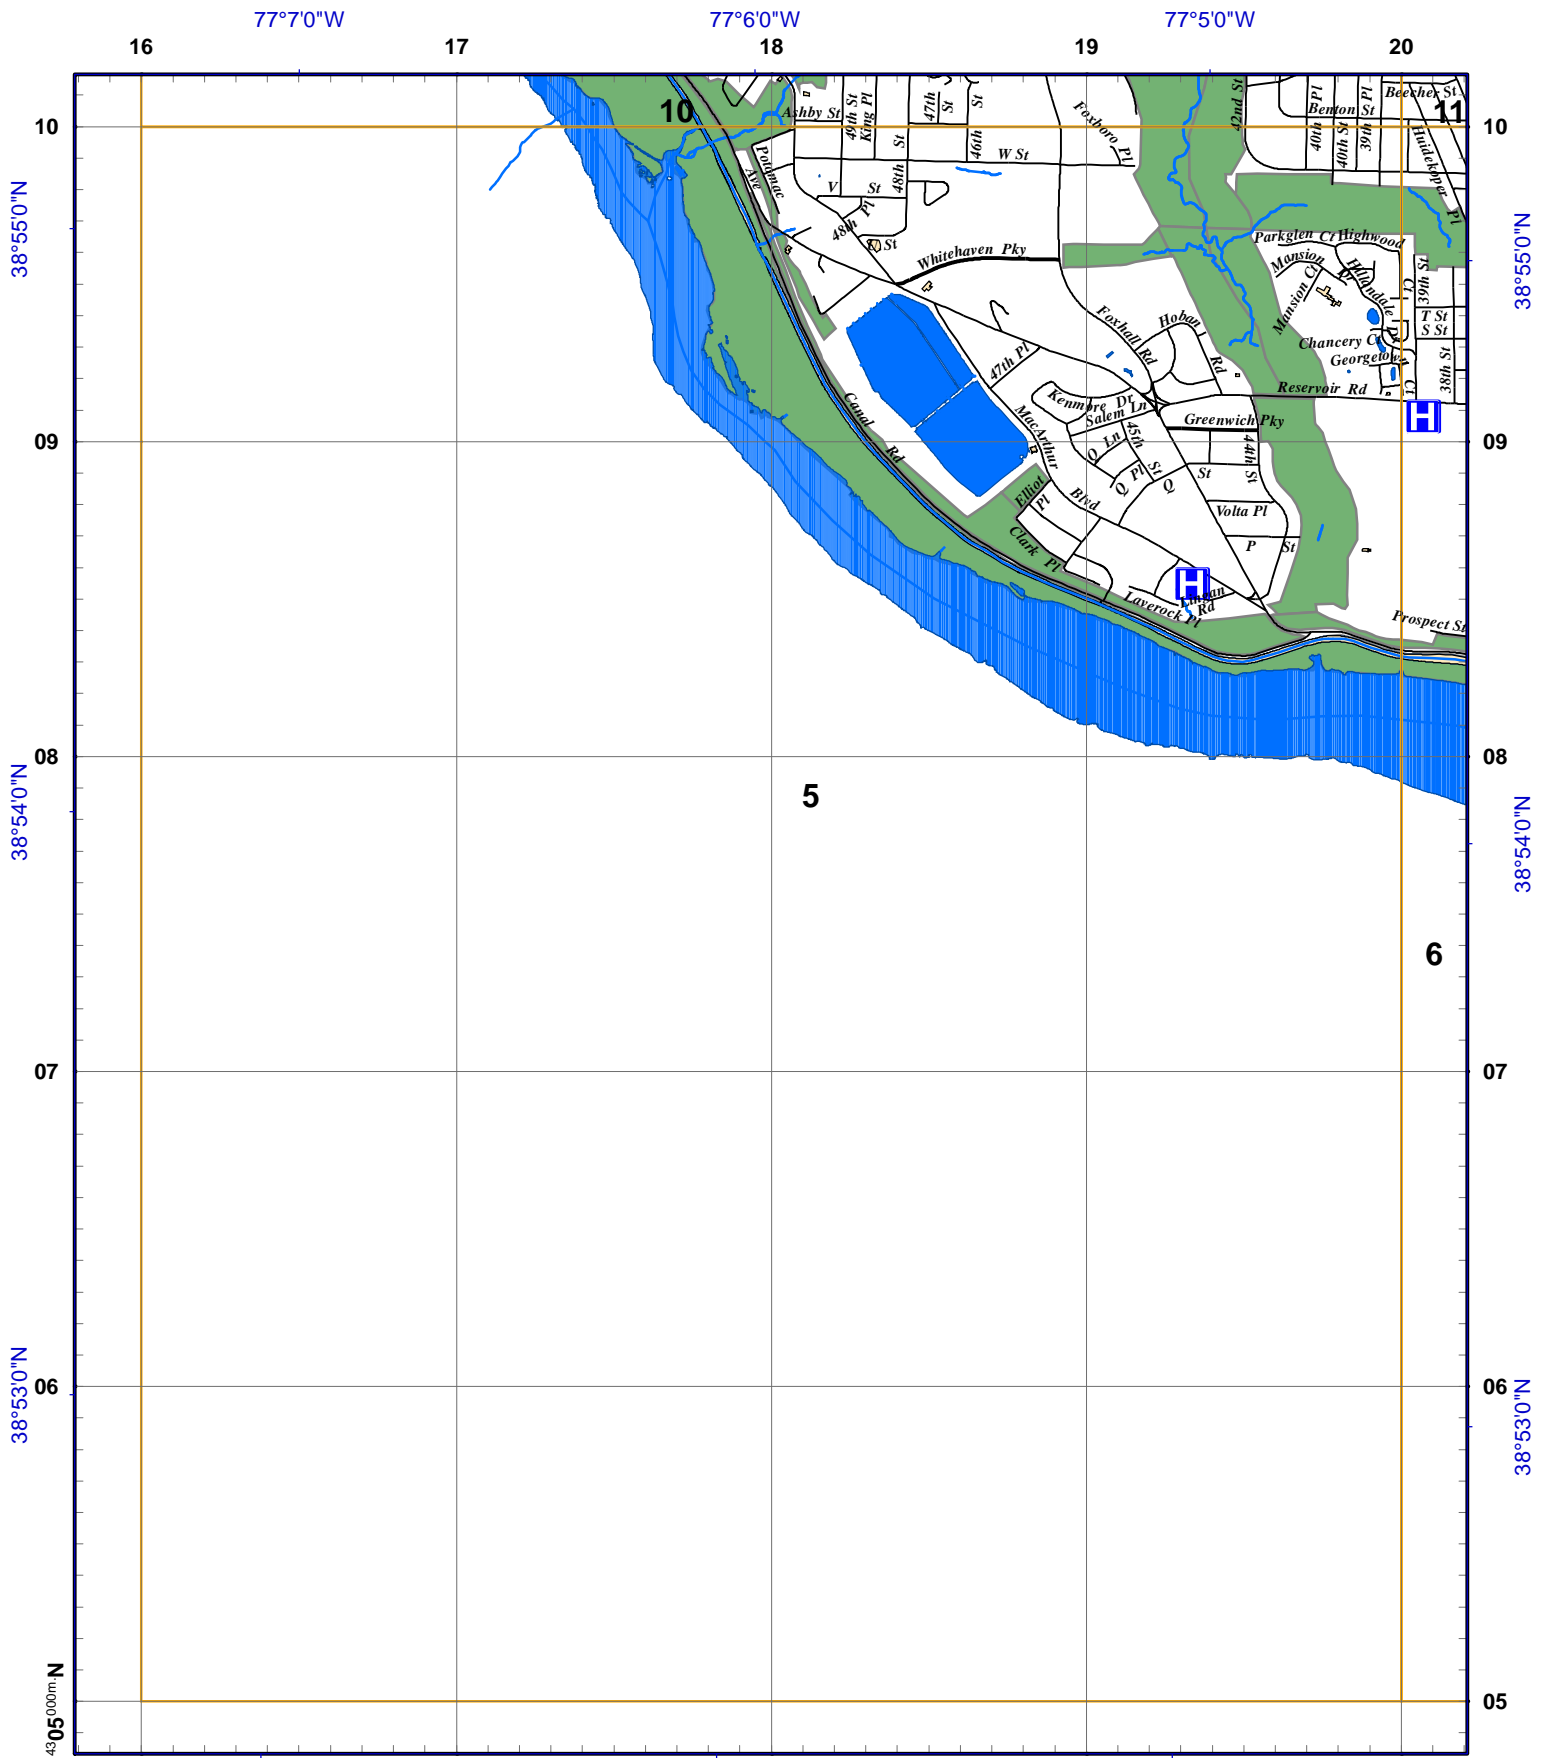 77°7'0"W 77°6'0"W 77°5'0"W
16 17 18 19 20
10 11
10 10
38°55'0"N 38°55'0"N
Ashby St
49th St
King Pl
47th
St
46th St
48th St
Foxboro Pl
42nd St
40th Pl
Benton St
40th St
39th Pl
Beecher St
Huidekoper Pl
W St
Potomac
Ave
V St
48th Pl
St
Whitehaven Pky
Parkglen Ct
Highwood
Ct
Mansion
Mansion Ct
Hillandale Dr
39th St
T St
S St
Chancery Ct
Georgetown
Ct
38th St
Foxhall Rd
Hoban
Rd
Reservoir Rd
H
47th Pl
Kenmore Dr
Salem Ln
Greenwich Pky
Canal Rd
MacArthur
Blvd
45th
St
Q Ln
Q Pl
Q St
44th St
09 09
Elliot
Pl
Volta Pl
P St
Clark Pl
H
Rd
Laverock Pl
Prospect St
08 08
38°54'0"N 38°54'0"N
5
6
07 07
38°53'0"N 38°53'0"N
06 06
05
4305000m.N